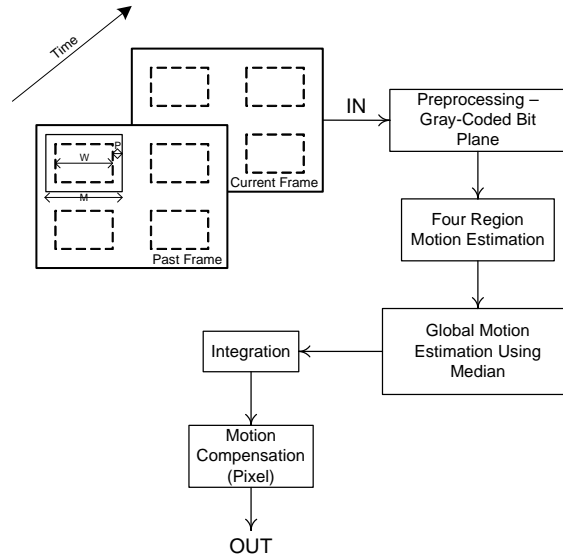 Time
IN
Preprocessing –
Gray-Coded Bit
Plane
P
W
M
Current Frame
Past Frame
Four Region
Motion Estimation
Global Motion
Estimation Using
Median
Integration
Motion
Compensation
(Pixel)
OUT